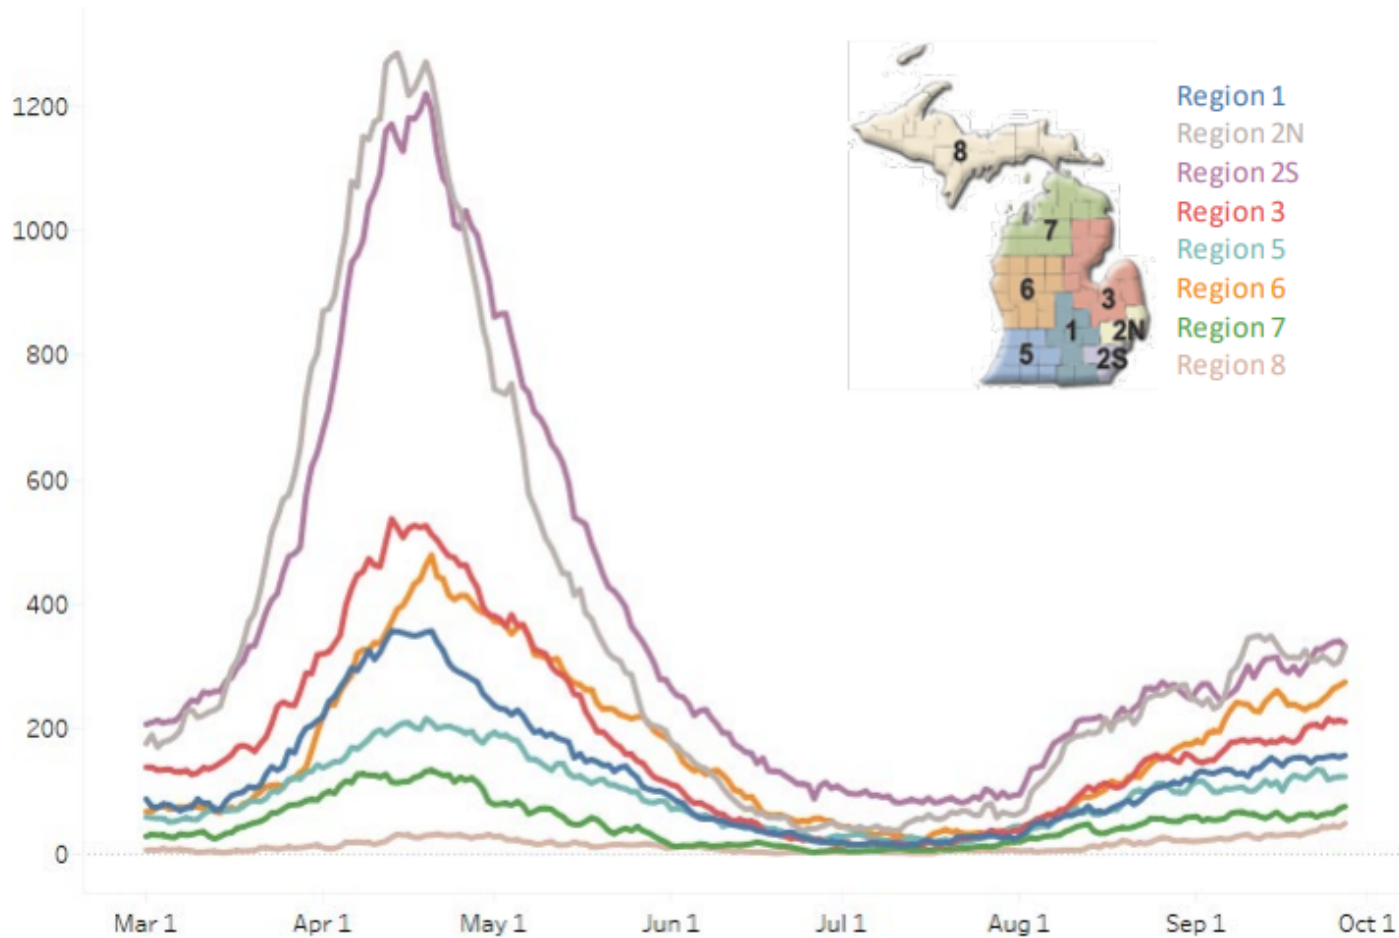 1200
1000
800
600
400
200
0
Mar 1 Apr 1 May 1 Jun 1 Jul 1 Aug 1 Sep 1 Oct 1
8
7
6
3
1
2N
5
2S
Region 1
Region 2N
Region 2S
Region 3
Region 5
Region 6
Region 7
Region 8